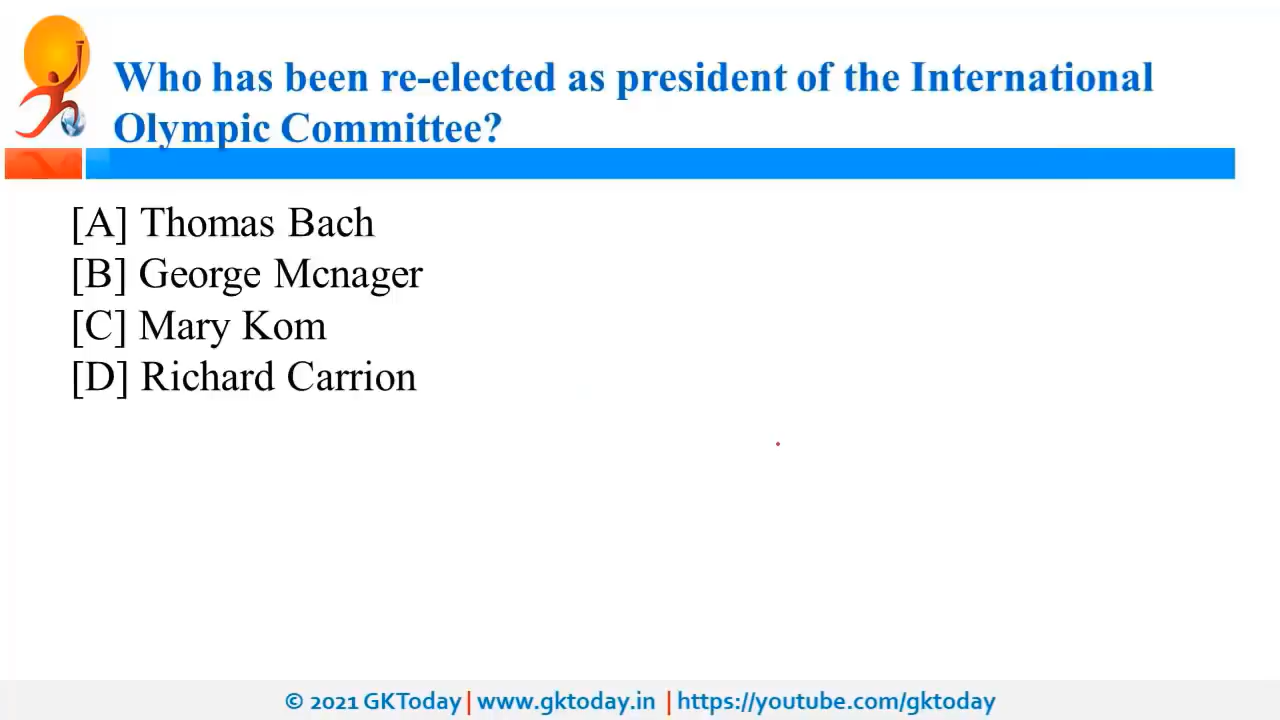 Who has been re-elected as president of the International
Olympic Committee?
[A] Thomas Bach
[B] George Mcnager
[C] Mary Kom
[D] Richard Carrion
© 2021 GKToday | www.gktoday.in | https://youtube.com/gktoday